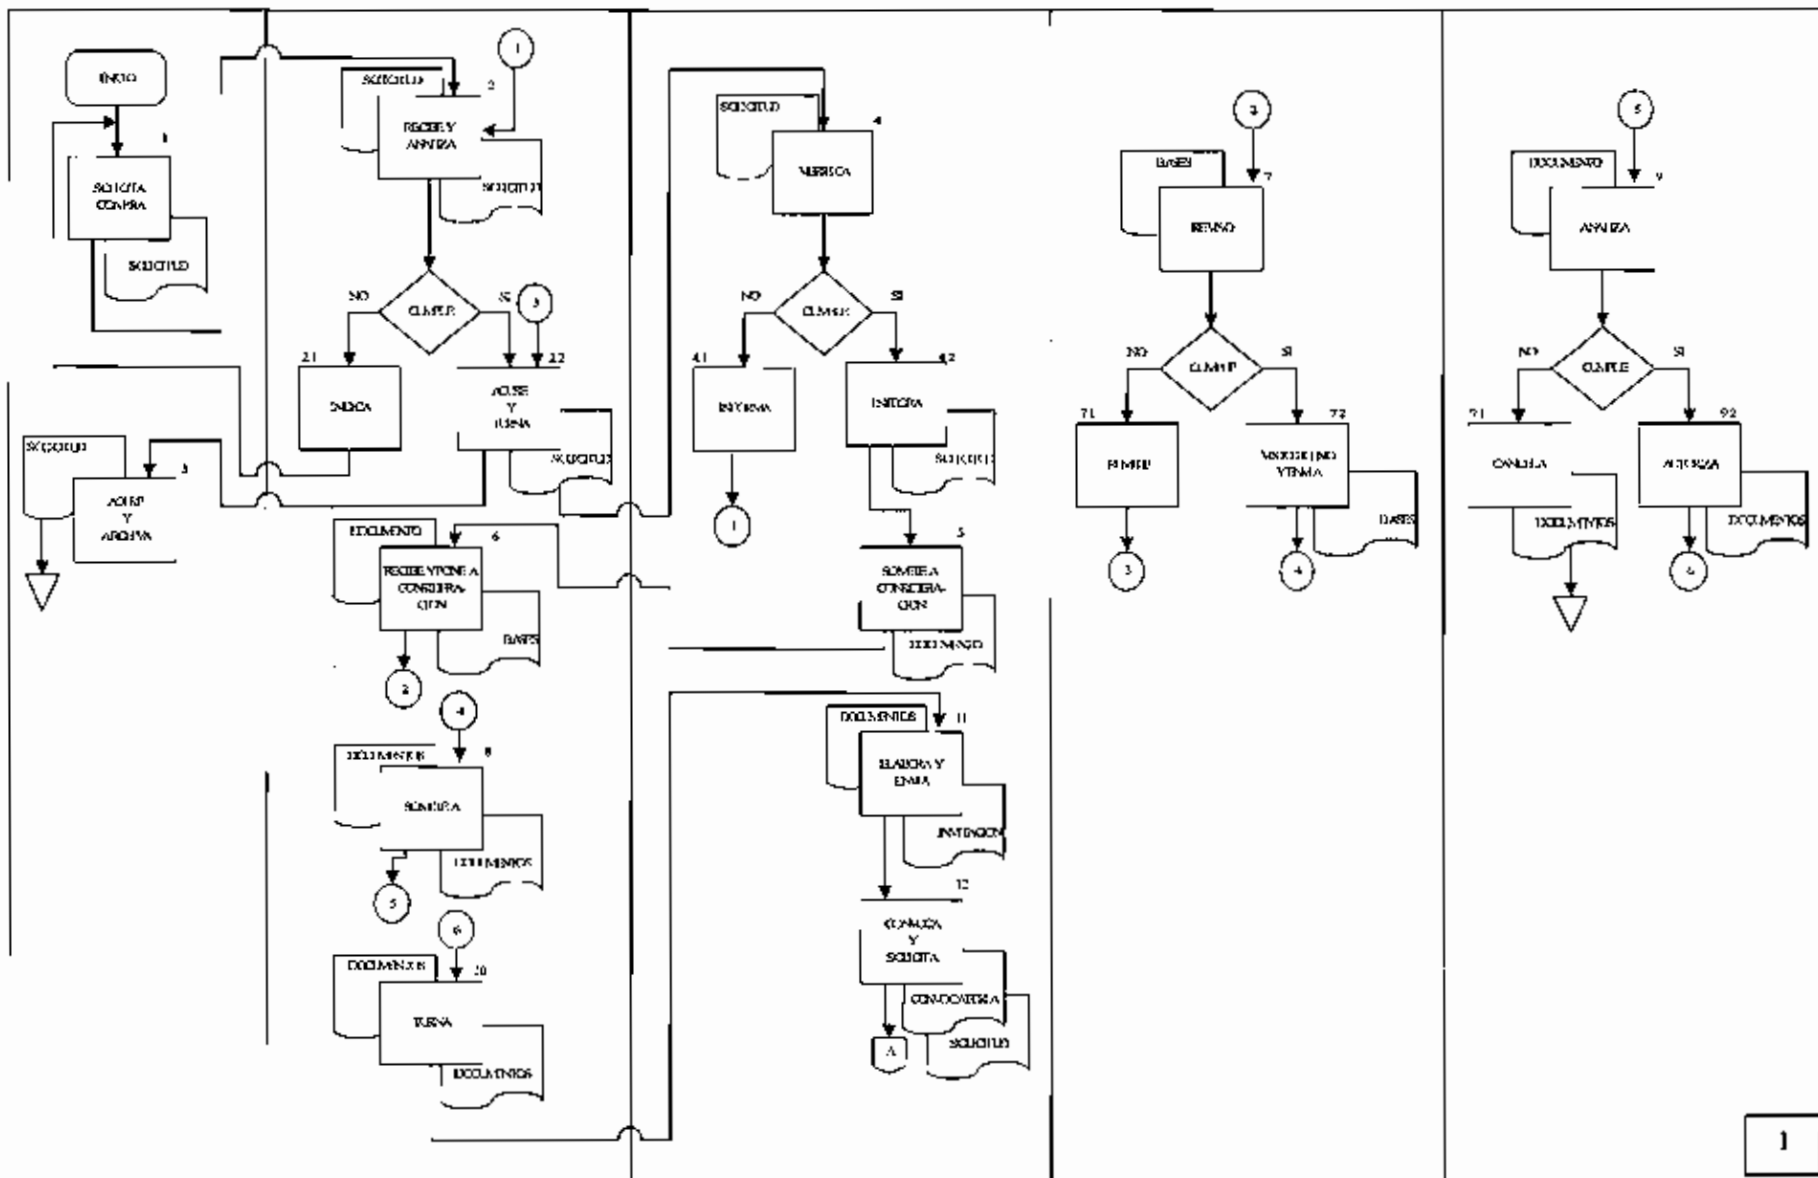 INICIO
1
SOLICITA
COMPRA
SOLICITUD
SOLICITUD
3
Y
ARCHIVA
1
SOLICITUD
2
RECIBE Y
ANALIZA
SOLICITUD
CUMPLE
NO
SI
3
2.1
INDICA
2.2
ACUSE
Y
TURNA
SOLICITUD
DOCUMENTO
6
RECIBE Y PONE A
CONSIDERA-
CION
BASES
2
4
DOCUMENTOS
8
SOMETE A
DOCUMENTOS
5
6
DOCUMENTOS
10
TURNA
DOCUMENTOS
SOLICITUD
4
VERIFICA
CUMPLE
NO
SI
4.1
INFORMA
1
4.2
INTEGRA
SOLICITUD
5
SOMETE A
CONSIDERA-
CION
DOCUMENTO
DOCUMENTOS
11
ELABORA Y
ENVIA
INVITACION
12
CONVOCA
Y
SOLICITA
CONVOCATORIA
SOLICITUD
A
2
BASES
7
CUMPLE
NO
SI
7.1
REMITE
3
7.2
BASES
4
5
DOCUMENTO
9
ANALIZA
CUMPLE
NO
SI
9.1
CANCELA
DOCUMENTOS
9.2
AUTORIZA
DOCUMENTOS
6
1